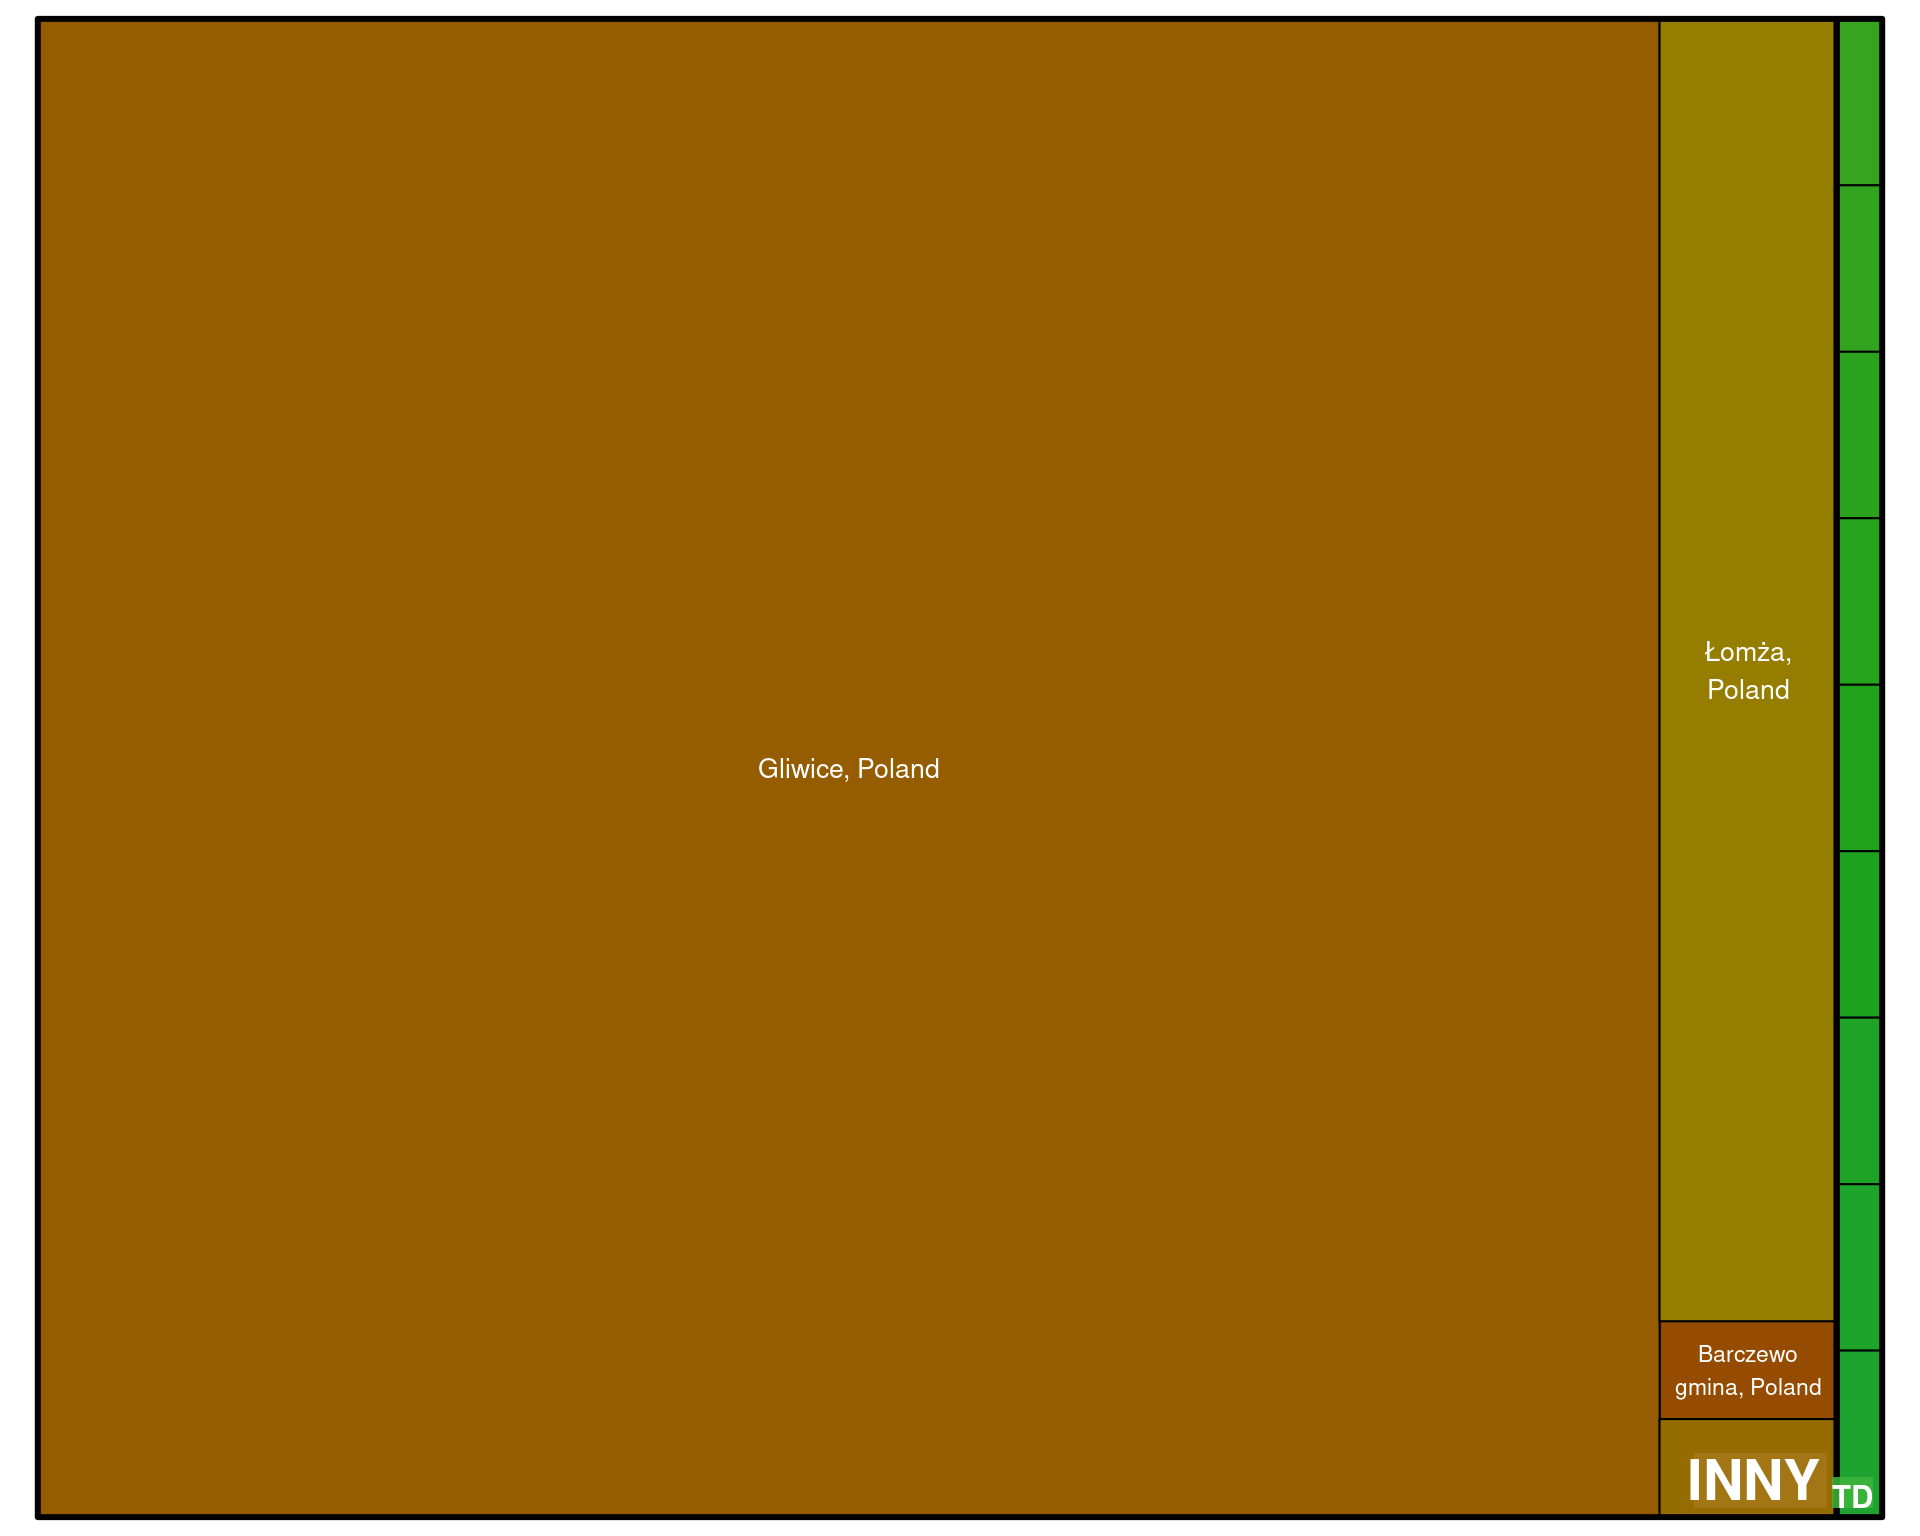 Gliwice, Poland
Łomża,
Poland
Barczewo
gmina, Poland
INNY
TD